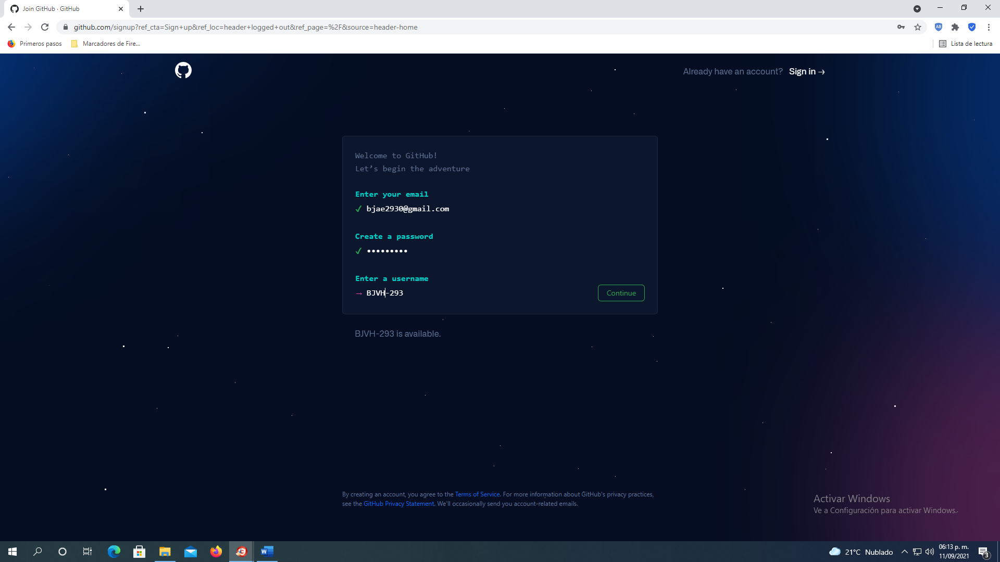 Join GitHub · GitHub
github.com/signup?ref_cta=Sign+up&ref_loc=header+logged+out&ref_page=%2F&source=header-home
Primeros pasos
Marcadores de Fire...
Lista de lectura
Already have an account? Sign in →
Welcome to GitHub!
Let’s begin the adventure
Enter your email
✓ bjae2930@gmail.com
Create a password
✓ •••••••••
Enter a username
→ BJVH-293
Continue
BJVH-293 is available.
By creating an account, you agree to the Terms of Service. For more information about GitHub's privacy practices,
see the GitHub Privacy Statement. We'll occasionally send you account-related emails.
Activar Windows
Ve a Configuración para activar Windows.
21°C Nublado
06:13 p. m.
11/09/2021
3